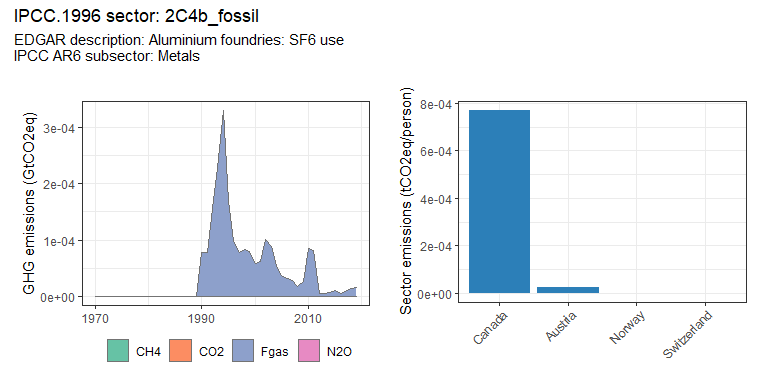 IPCC.1996 sector: 2C4b_fossil
EDGAR description: Aluminium foundries: SF6 use
IPCC AR6 subsector: Metals
GHG emissions (GtCO2eq)
3e-04
2e-04
1e-04
0e+00
1970
1990
2010
CH4
CO2
Fgas
N2O
Sector emissions (tCO2eq/person)
8e-04
6e-04
4e-04
2e-04
0e+00
Canada
Austria
Norway
Switzerland